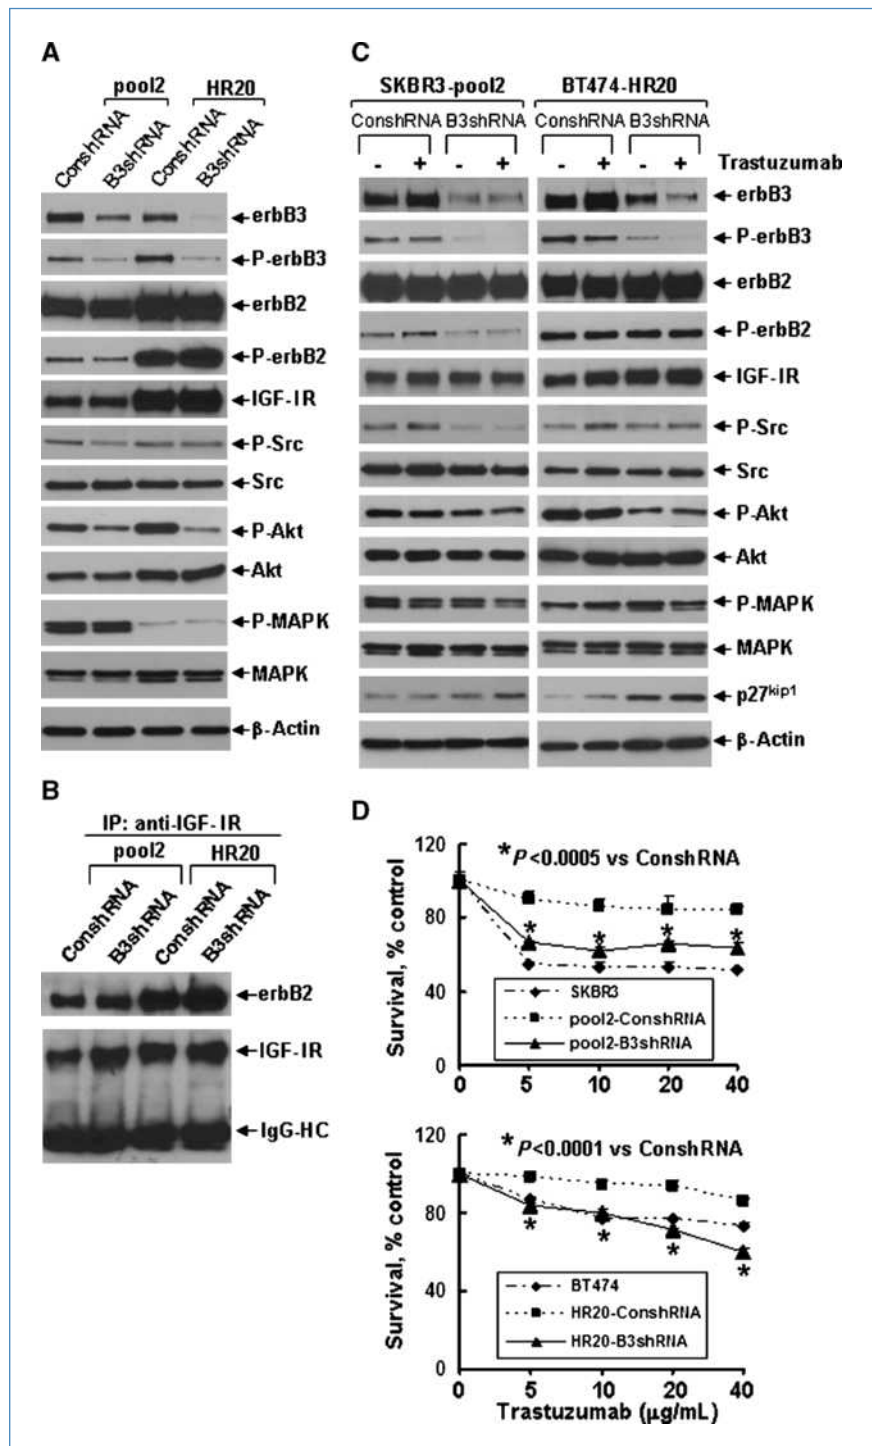 A
pool2 HR20
ConshRNA B3shRNA ConshRNA B3shRNA
erbB3
P-erbB3
erbB2
P-erbB2
IGF-IR
P-Src
Src
P-Akt
Akt
P-MAPK
MAPK
β-Actin
B
IP: anti-IGF-IR
pool2 HR20
ConshRNA B3shRNA ConshRNA B3shRNA
erbB2
IGF-IR
IgG-HC
C
SKBR3-pool2 BT474-HR20
ConshRNA B3shRNA ConshRNA B3shRNA
- + - + - + - + Trastuzumab
erbB3
P-erbB3
erbB2
P-erbB2
IGF-IR
P-Src
Src
P-Akt
Akt
P-MAPK
MAPK
p27kip1
β-Actin
D
Survival, % control
120
80
40
0
*P<0.0005 vs ConshRNA
* * * *
SKBR3
pool2-ConshRNA
pool2-B3shRNA
0 5 10 20 40
Survival, % control
120
80
40
0
*P<0.0001 vs ConshRNA
* * * *
BT474
HR20-ConshRNA
HR20-B3shRNA
0 5 10 20 40
Trastuzumab (μg/mL)